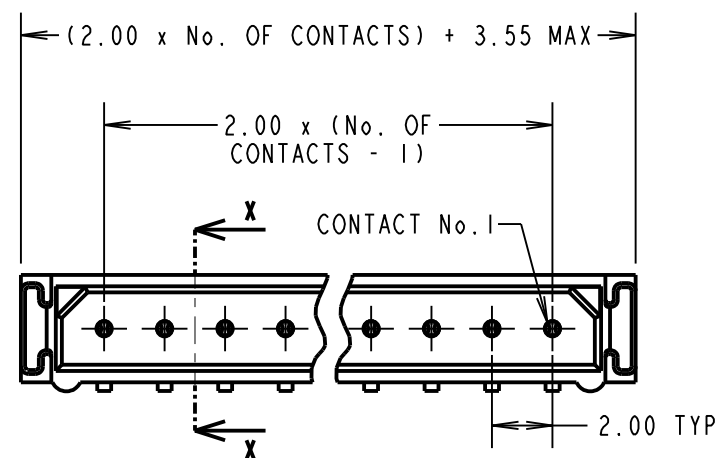 (2.00 x No. OF CONTACTS) + 3.55 MAX
2.00 x (No. OF
CONTACTS - 1)
X
CONTACT No.1
2.00 TYP
X